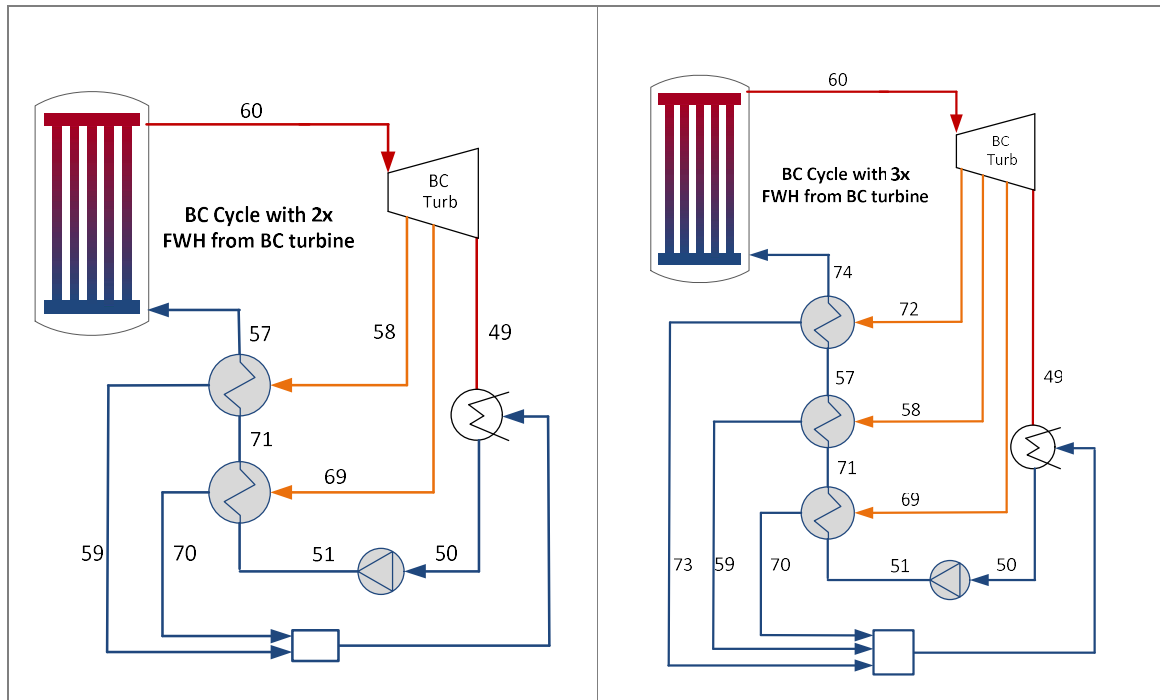 60
BC
Turb
BC Cycle with 2x
FWH from BC turbine
57
58
49
71
69
59
70
51
50
60
BC
Turb
BC Cycle with 3x
FWH from BC turbine
74
72
57
49
58
71
69
73
59
70
51
50